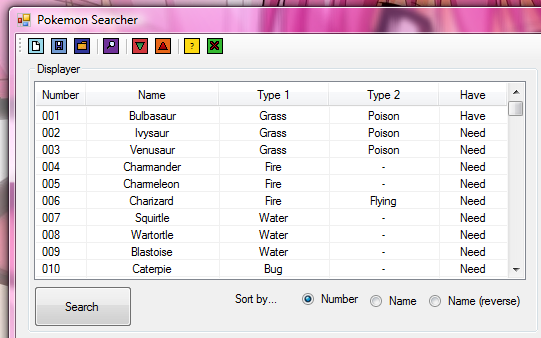 Pokemon Searcher
?
Displayer
Number Name Type 1 Type 2 Have
001 Bulbasaur Grass Poison Have
002 Ivysaur Grass Poison Need
003 Venusaur Grass Poison Need
004 Charmander Fire - Need
005 Charmeleon Fire - Need
006 Charizard Fire Flying Need
007 Squirtle Water - Need
008 Wartortle Water - Need
009 Blastoise Water - Need
010 Caterpie Bug - Need
Search Sort by... Number Name Name (reverse)